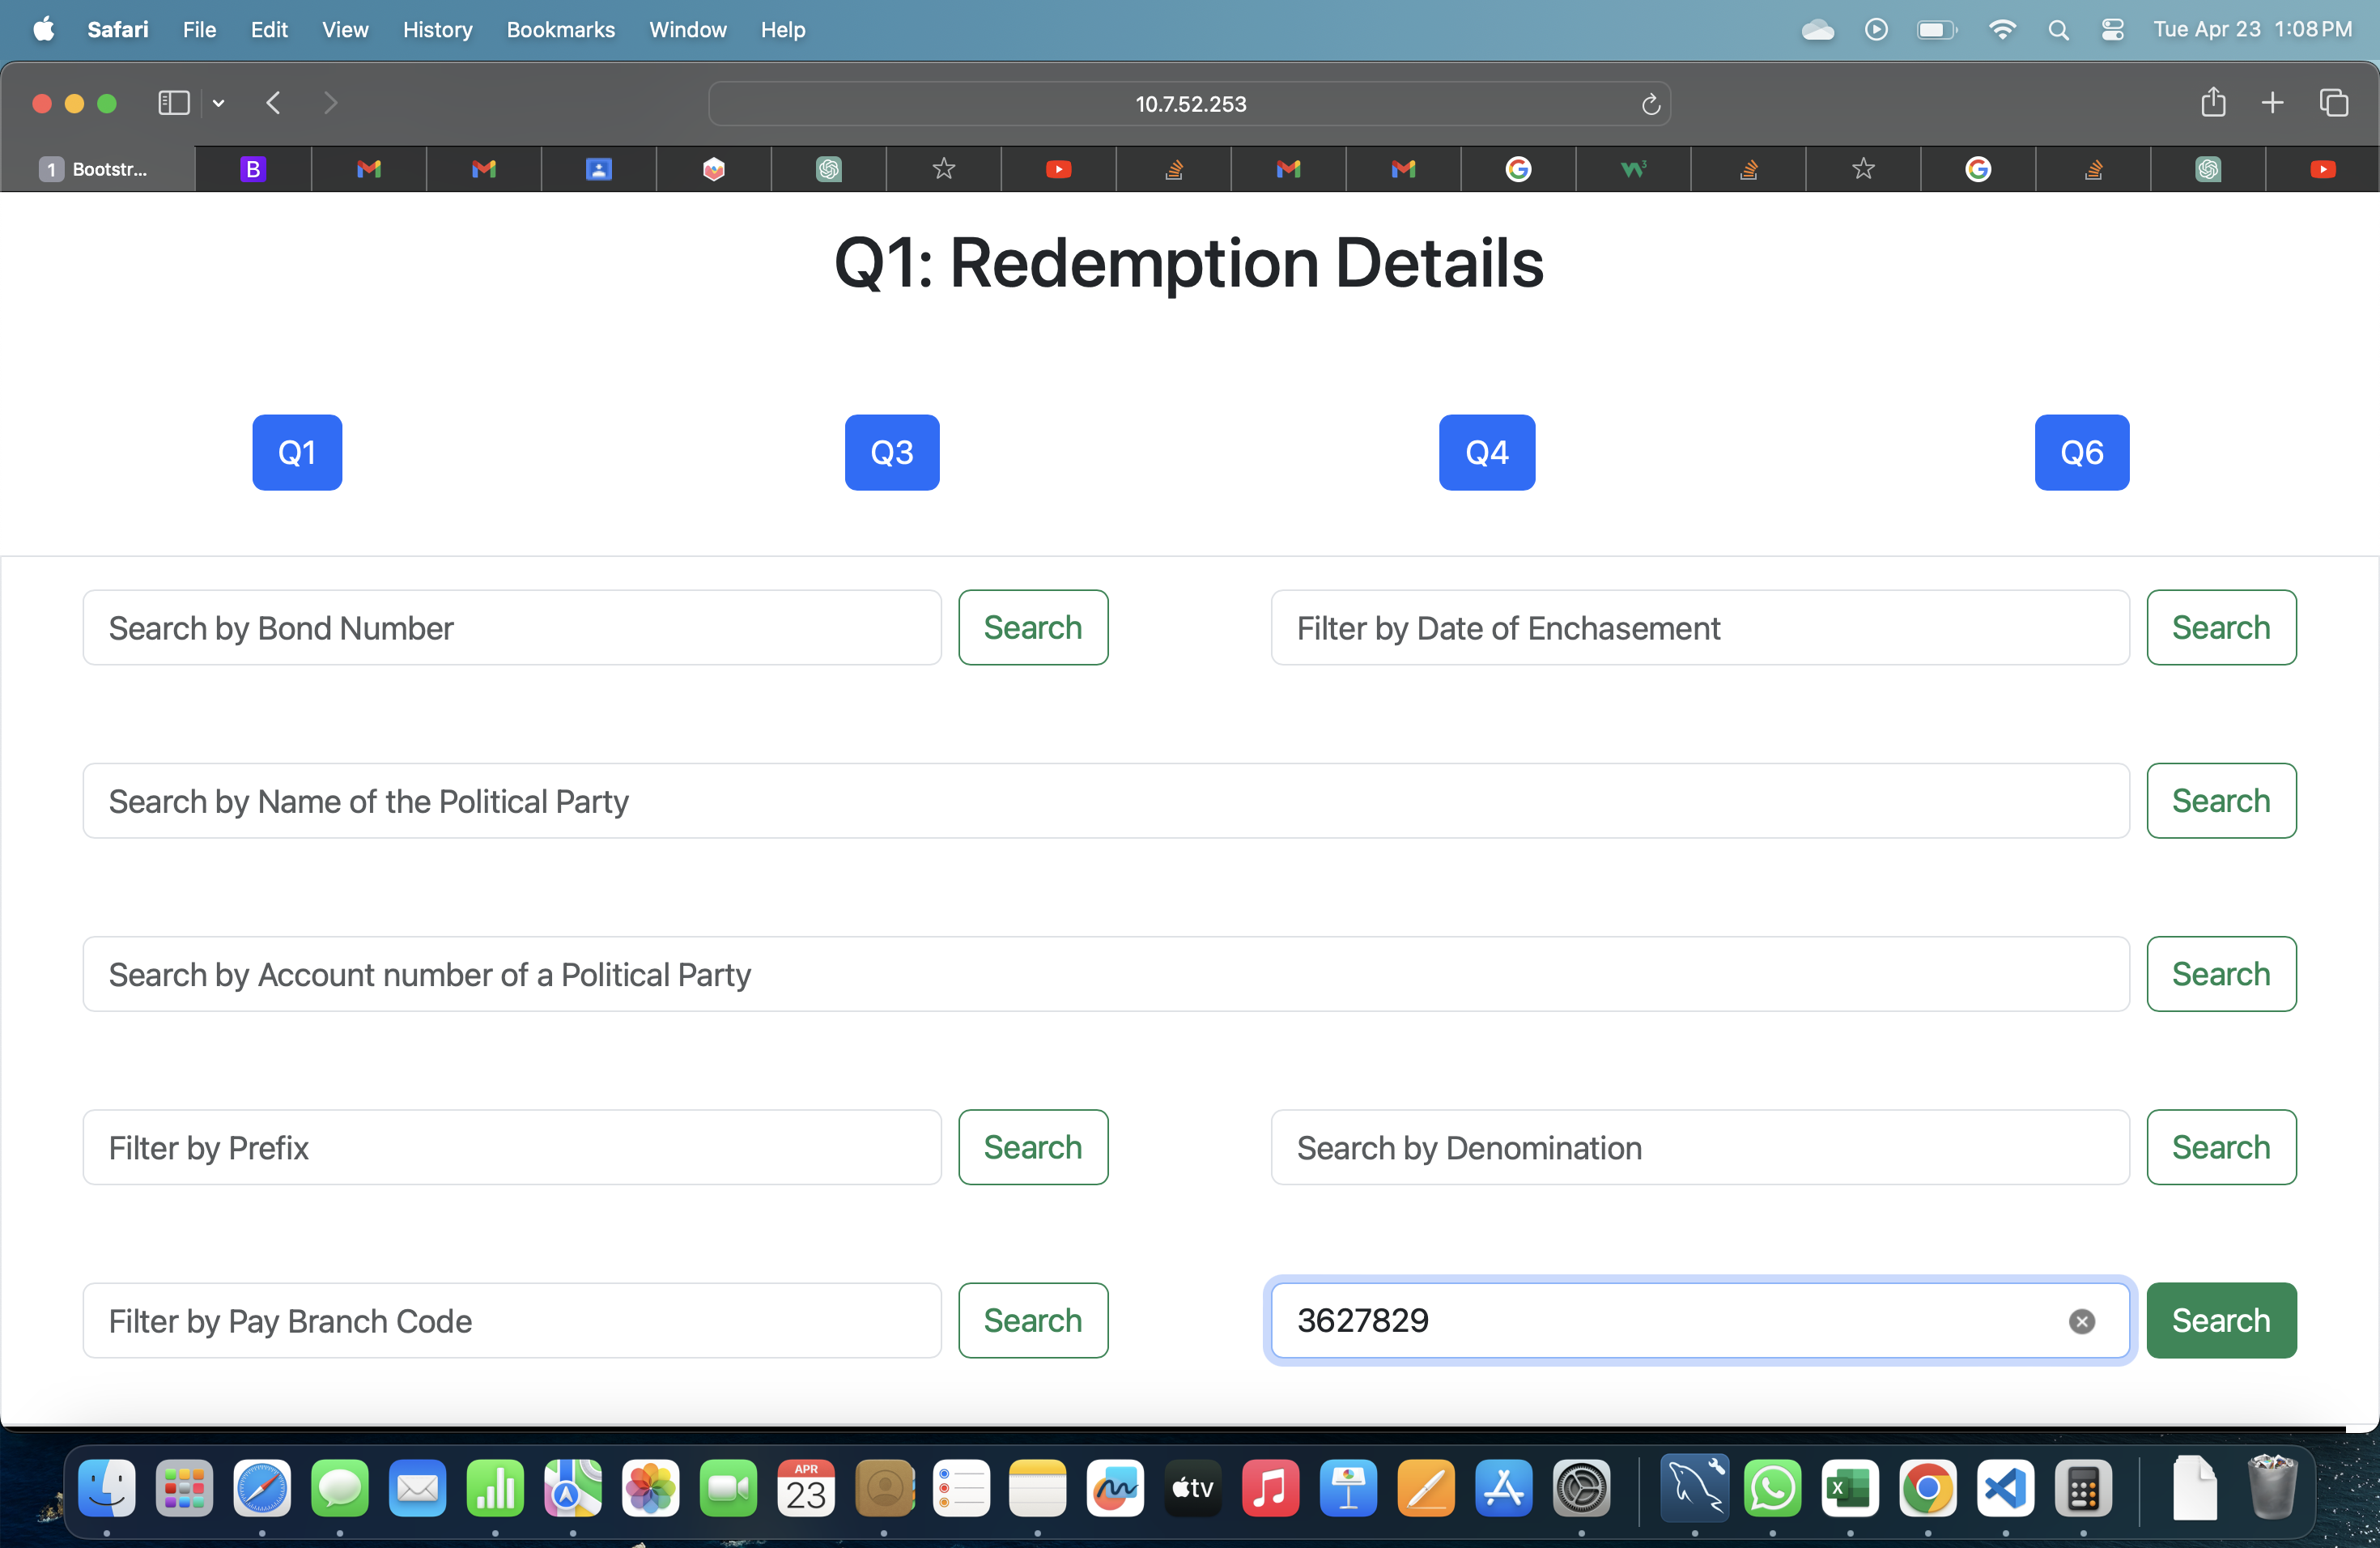 Safari File Edit View History Bookmarks Window Help Tue Apr 23 1:08 PM
10.7.52.253
1 Bootstr... B W3
Q1: Redemption Details
Q1 Q3 Q4 Q6
Search by Bond Number Search Filter by Date of Enchasement Search
Search by Name of the Political Party Search
Search by Account number of a Political Party Search
Filter by Prefix Search Search by Denomination Search
Filter by Pay Branch Code Search 3627829 Search
APR
23 tv X